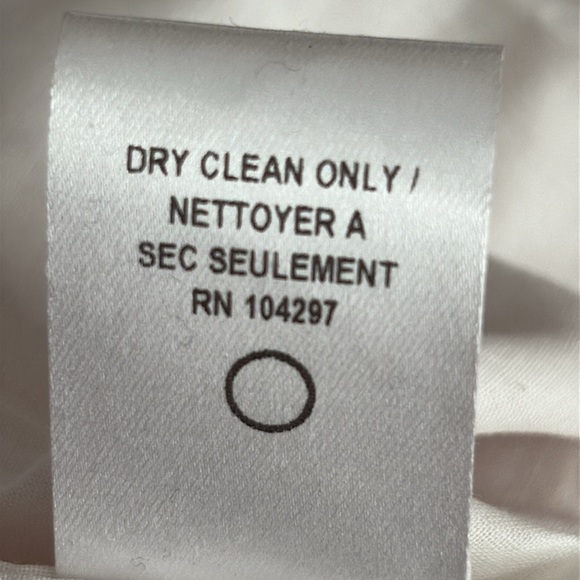 DRY CLEAN ONLY /
NETTOYER A
SEC SEULEMENT
RN 104297